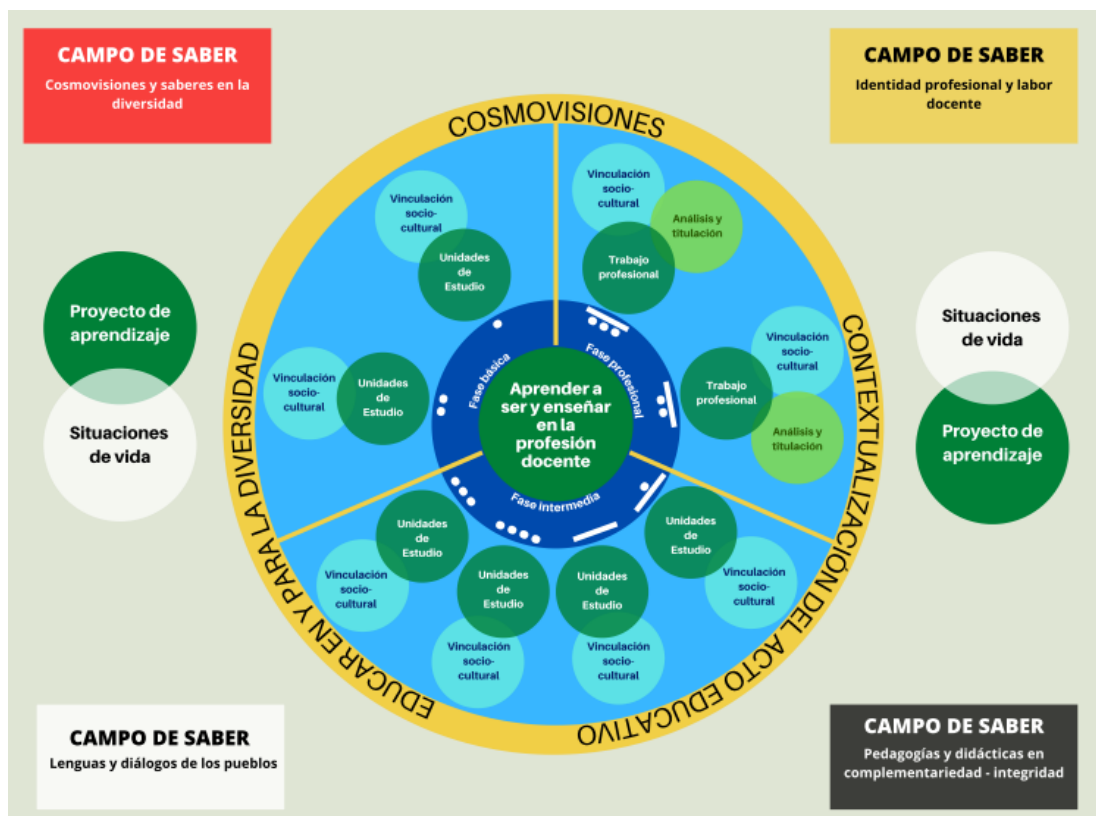 CAMPO DE SABER
Cosmovisiones y saberes en la
diversidad
CAMPO DE SABER
Identidad profesional y labor
docente
COSMOVISIONES
CONTEXTUALIZACIÓN DEL ACTO EDUCATIVO
EDUCAR EN Y PARA LA DIVERSIDAD
Vinculación
socio-
cultural
Unidades
de
Estudio
Vinculación
socio-
cultural
Análisis y
titulación
Trabajo
profesional
Proyecto de
aprendizaje
Situaciones
de vida
Vinculación
socio-
cultural
Unidades
de
Estudio
Fase básica
Fase profesional
Fase intermedia
Aprender a
ser y enseñar
en la
profesión
docente
Trabajo
profesional
Vinculación
socio-
cultural
Análisis y
titulación
Situaciones
de vida
Proyecto de
aprendizaje
Unidades
de
Estudio
Vinculación
socio-
cultural
Unidades
de
Estudio
Vinculación
socio-
cultural
Unidades
de
Estudio
Vinculación
socio-
cultural
Unidades
de
Estudio
Vinculación
socio-
cultural
CAMPO DE SABER
Lenguas y diálogos de los pueblos
CAMPO DE SABER
Pedagogías y didácticas en
complementariedad - integridad